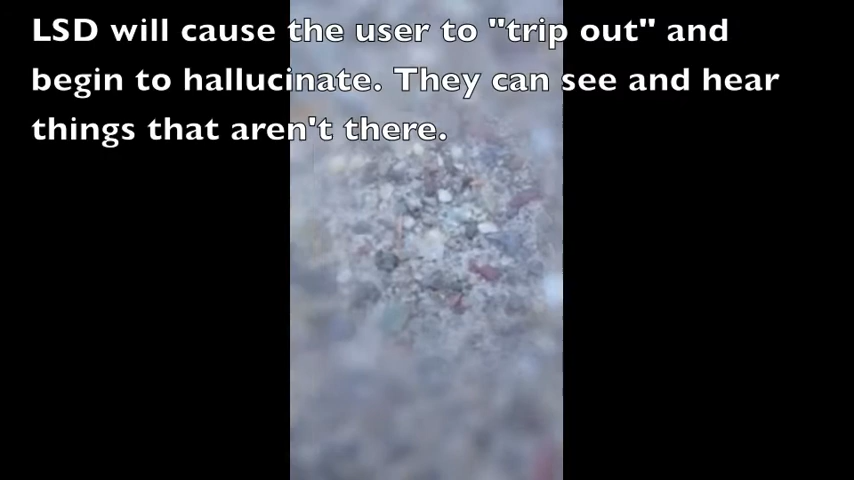 LSD will cause the user to "trip out" and
begin to hallucinate. They can see and hear
things that aren't there.